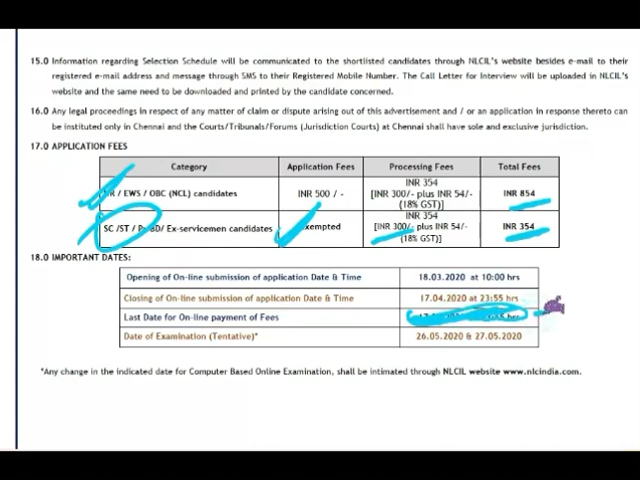 15.0 Information regarding Selection Schedule will be communicated to the shortlisted candidates through NLCIL's website besides e-mail to their
registered e-mail address and message through SMS to their Registered Mobile Number. The Call Letter for Interview will be uploaded in NLCIL's
website and the same need to be downloaded and printed by the candidate concerned.
16.0 Any legal proceedings in respect of any matter of claim or dispute arising out of this advertisement and / or an application in response thereto can
be instituted only in Chennai and the Courts/Tribunals/Forums (Jurisdiction Courts) at Chennai shall have sole and exclusive jurisdiction.
17.0 APPLICATION FEES
Category Application Fees Processing Fees Total Fees
/ EWS / OBC (NCL) candidates INR 500 / - INR 354 INR 854
[INR 300/- plus INR 54/-
(18% GST)]
SC /ST / / Ex-servicemen candidates INR 354 INR 354
[INR 300/- plus INR 54/-
(18% GST)]
18.0 IMPORTANT DATES:
Opening of On-line submission of application Date & Time 18.03.2020 at 10:00 hrs
Closing of On-line submission of application Date & Time 17.04.2020 at 23:55 hrs
Last Date for On-line payment of Fees
Date of Examination (Tentative)* 26.05.2020 & 27.05.2020
*Any change in the indicated date for Computer Based Online Examination, shall be intimated through NLCIL website www.nlcindia.com.